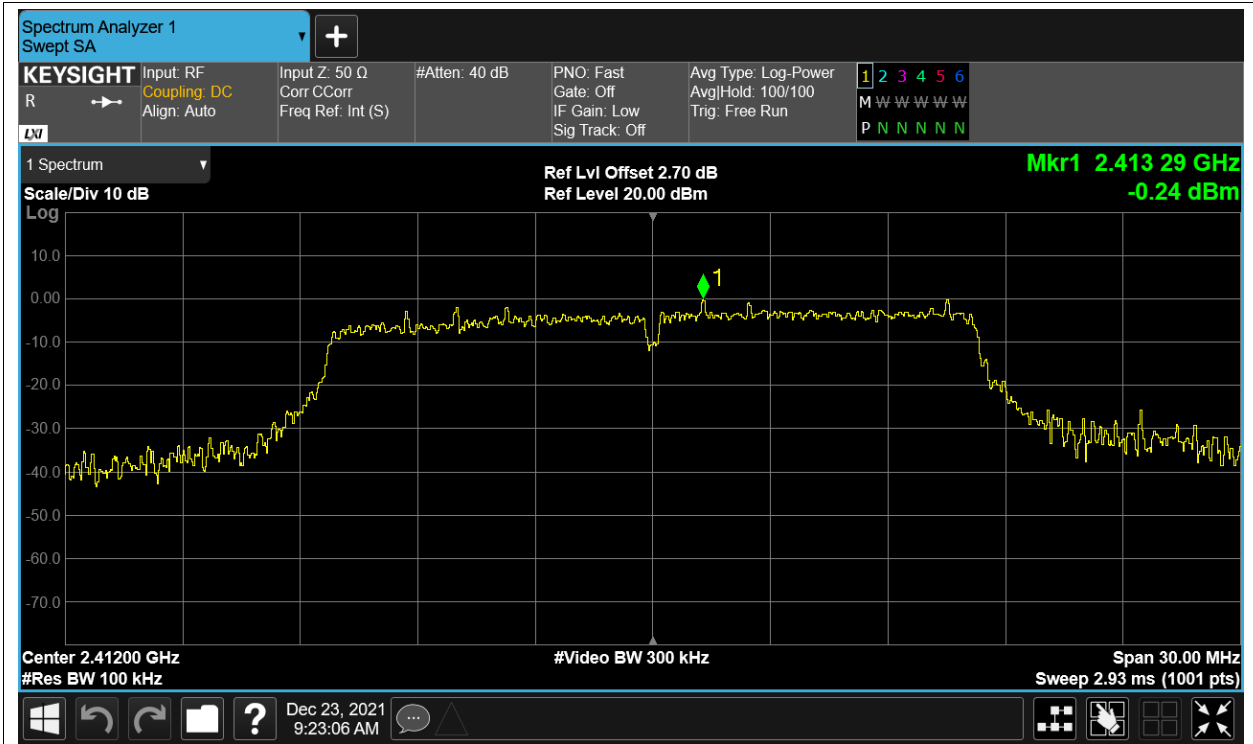 Spectrum Analyzer 1
Swept SA
+
KEYSIGHT
R
LXI
Input: RF
Coupling: DC
Align: Auto
Input Z: 50 Ω
Corr CCorr
Freq Ref: Int (S)
#Atten: 40 dB
PNO: Fast
Gate: Off
IF Gain: Low
Sig Track: Off
Avg Type: Log-Power
Avg|Hold: 100/100
Trig: Free Run
1 2 3 4 5 6
M W W W W W
P N N N N N
1 Spectrum
Scale/Div 10 dB
Log
Ref Lvl Offset 2.70 dB
Ref Level 20.00 dBm
Mkr1 2.413 29 GHz
-0.24 dBm
10.0
0.00
-10.0
-20.0
-30.0
-40.0
-50.0
-60.0
-70.0
1
Center 2.41200 GHz
#Res BW 100 kHz
#Video BW 300 kHz
Span 30.00 MHz
Sweep 2.93 ms (1001 pts)
?
Dec 23, 2021
9:23:06 AM